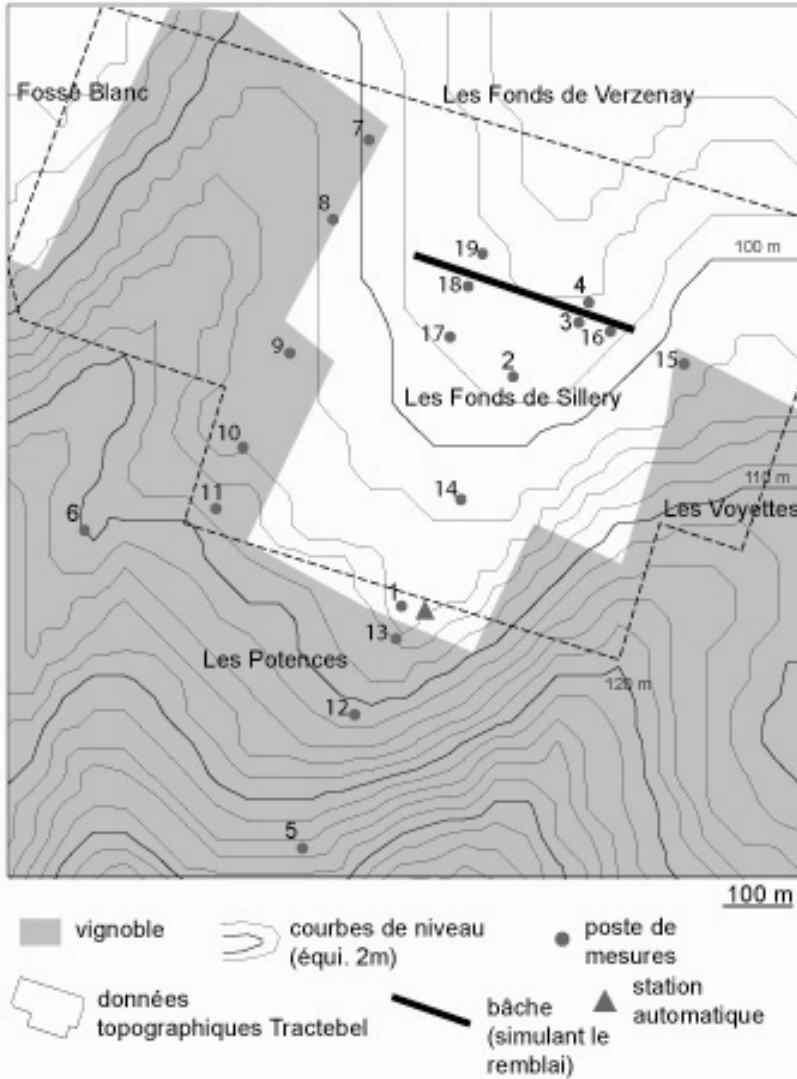 Fossé Blanc
Les Fonds de Verzenay
7
8
19
100 m
18
4
3
16
17
9
2
15
Les Fonds de Sillery
10
110 m
14
11
Les Voyettes
6
1
13
Les Potences
120 m
12
5
100 m
vignoble
courbes de niveau
(équi. 2m)
poste de
mesures
données
topographiques Tractebel
bâche
(simulant le
remblai)
station
automatique